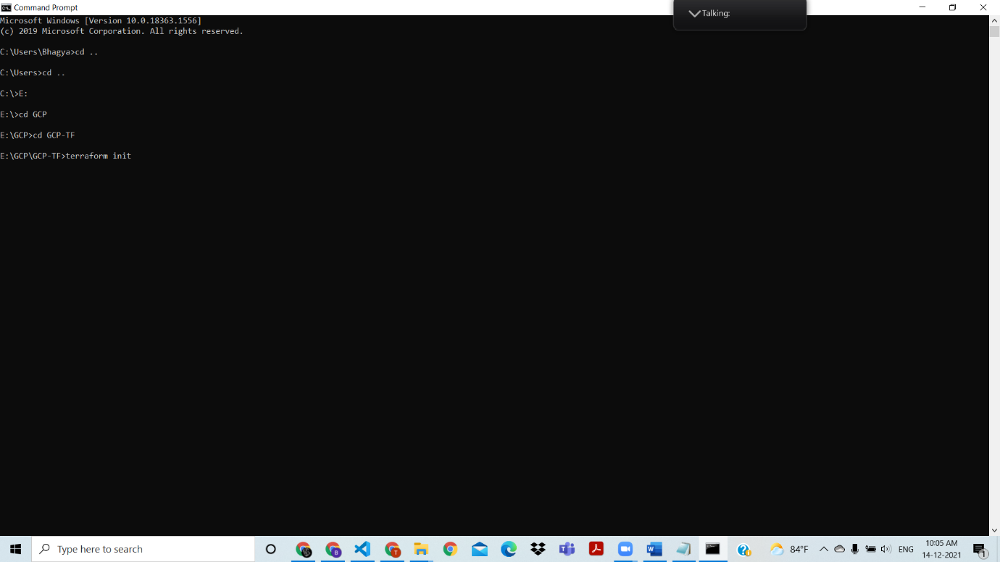 Command Prompt
Talking:
Microsoft Windows [Version 10.0.18363.1556]
(c) 2019 Microsoft Corporation. All rights reserved.
C:\Users\Bhagya>cd ..
C:\Users>cd ..
C:\>E:
E:\>cd GCP
E:\GCP>cd GCP-TF
E:\GCP\GCP-TF>terraform init
Type here to search
84°F
ENG
10:05 AM
14-12-2021
1